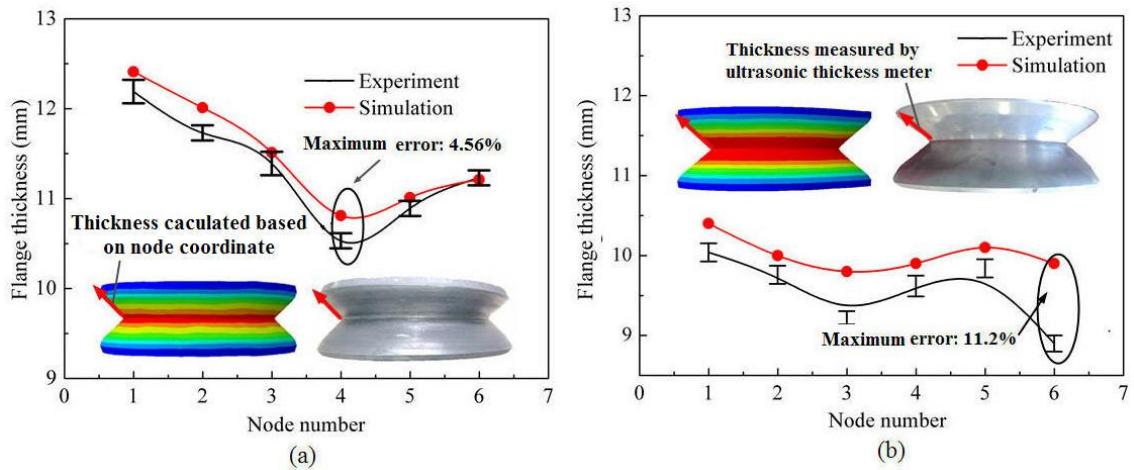 (a)
13
12
11
10
9
Flange thickness (mm)
Experiment
Simulation
Maximum error: 4.56%
Thickness caculated based
on node coordinate
0 1 2 3 4 5 6 7
Node number
(a)
(b)
13
12
11
10
9
Flange thickness (mm)
Thickness measured by
ultrasonic thickess meter
Experiment
Simulation
Maximum error: 11.2%
0 1 2 3 4 5 6 7
Node number
(b)